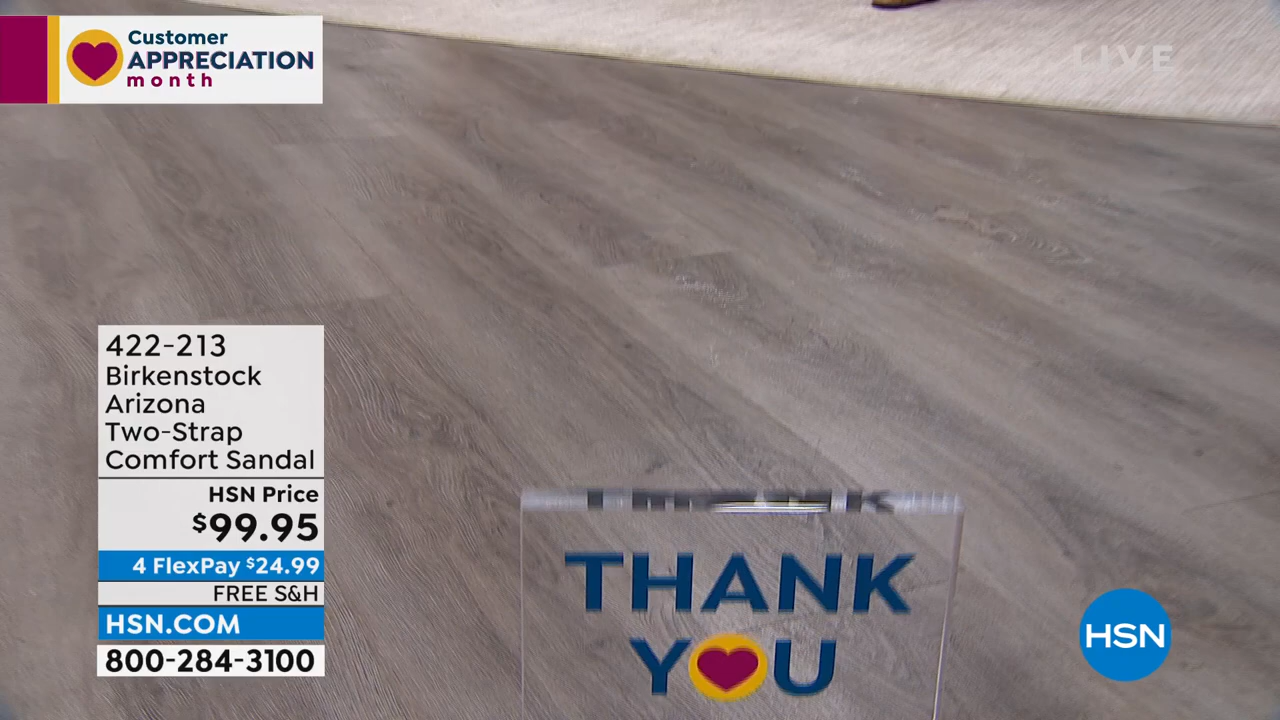 Customer
APPRECIATION
month
LIVE
422-213
Birkenstock
Arizona
Two-Strap
Comfort Sandal
HSN Price
$99.95
4 FlexPay $24.99
FREE S&H
HSN.COM
800-284-3100
THANK
YOU
HSN